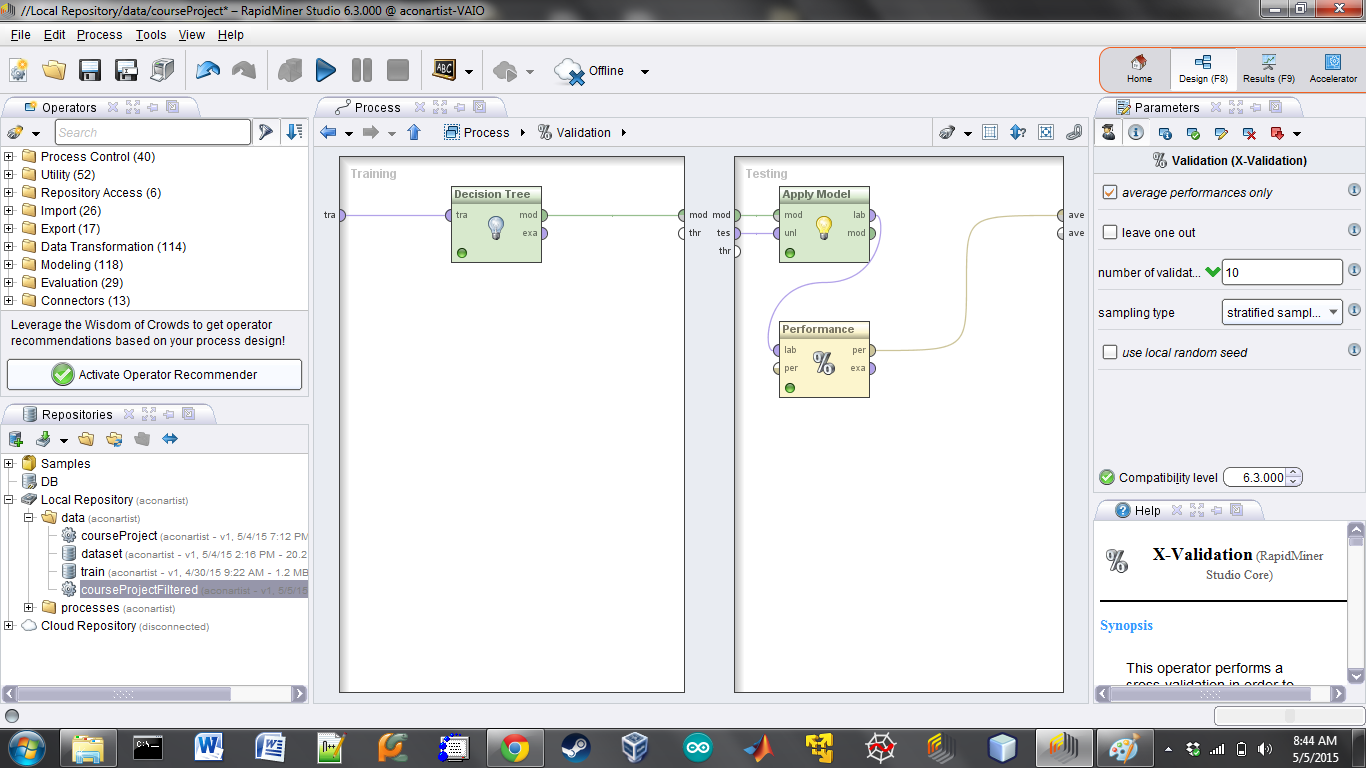 //Local Repository/data/courseProject* – RapidMiner Studio 6.3.000 @ aconartist-VAIO
File Edit Process Tools View Help
ABC
Offline
Home
Design (F8)
Results (F9)
Accelerator
Operators
Search
Process Control (40)
Utility (52)
Repository Access (6)
Import (26)
Export (17)
Data Transformation (114)
Modeling (118)
Evaluation (29)
Connectors (13)
Leverage the Wisdom of Crowds to get operator
recommendations based on your process design!
Activate Operator Recommender
Repositories
Samples
DB
Local Repository (aconartist)
data (aconartist)
courseProject (aconartist - v1, 5/4/15 7:12 PM
dataset (aconartist - v1, 5/4/15 2:16 PM - 20.2
train (aconartist - v1, 4/30/15 9:22 AM - 1.2 MB
courseProjectFiltered (aconartist - v1, 5/5/15
processes (aconartist)
Cloud Repository (disconnected)
Process
Process Validation
Training
tra
Decision Tree
tra mod
exa
mod
thr
Testing
mod
tes
thr
Apply Model
mod lab
unl mod
Performance
lab per
per exa
ave
ave
Parameters
Validation (X-Validation)
average performances only
leave one out
number of validat... 10
sampling type stratified sampl...
use local random seed
Compatibility level 6.3.000
Help
X-Validation (RapidMiner
Studio Core)
Synopsis
This operator performs a
cross-validation in order to
8:44 AM
5/5/2015